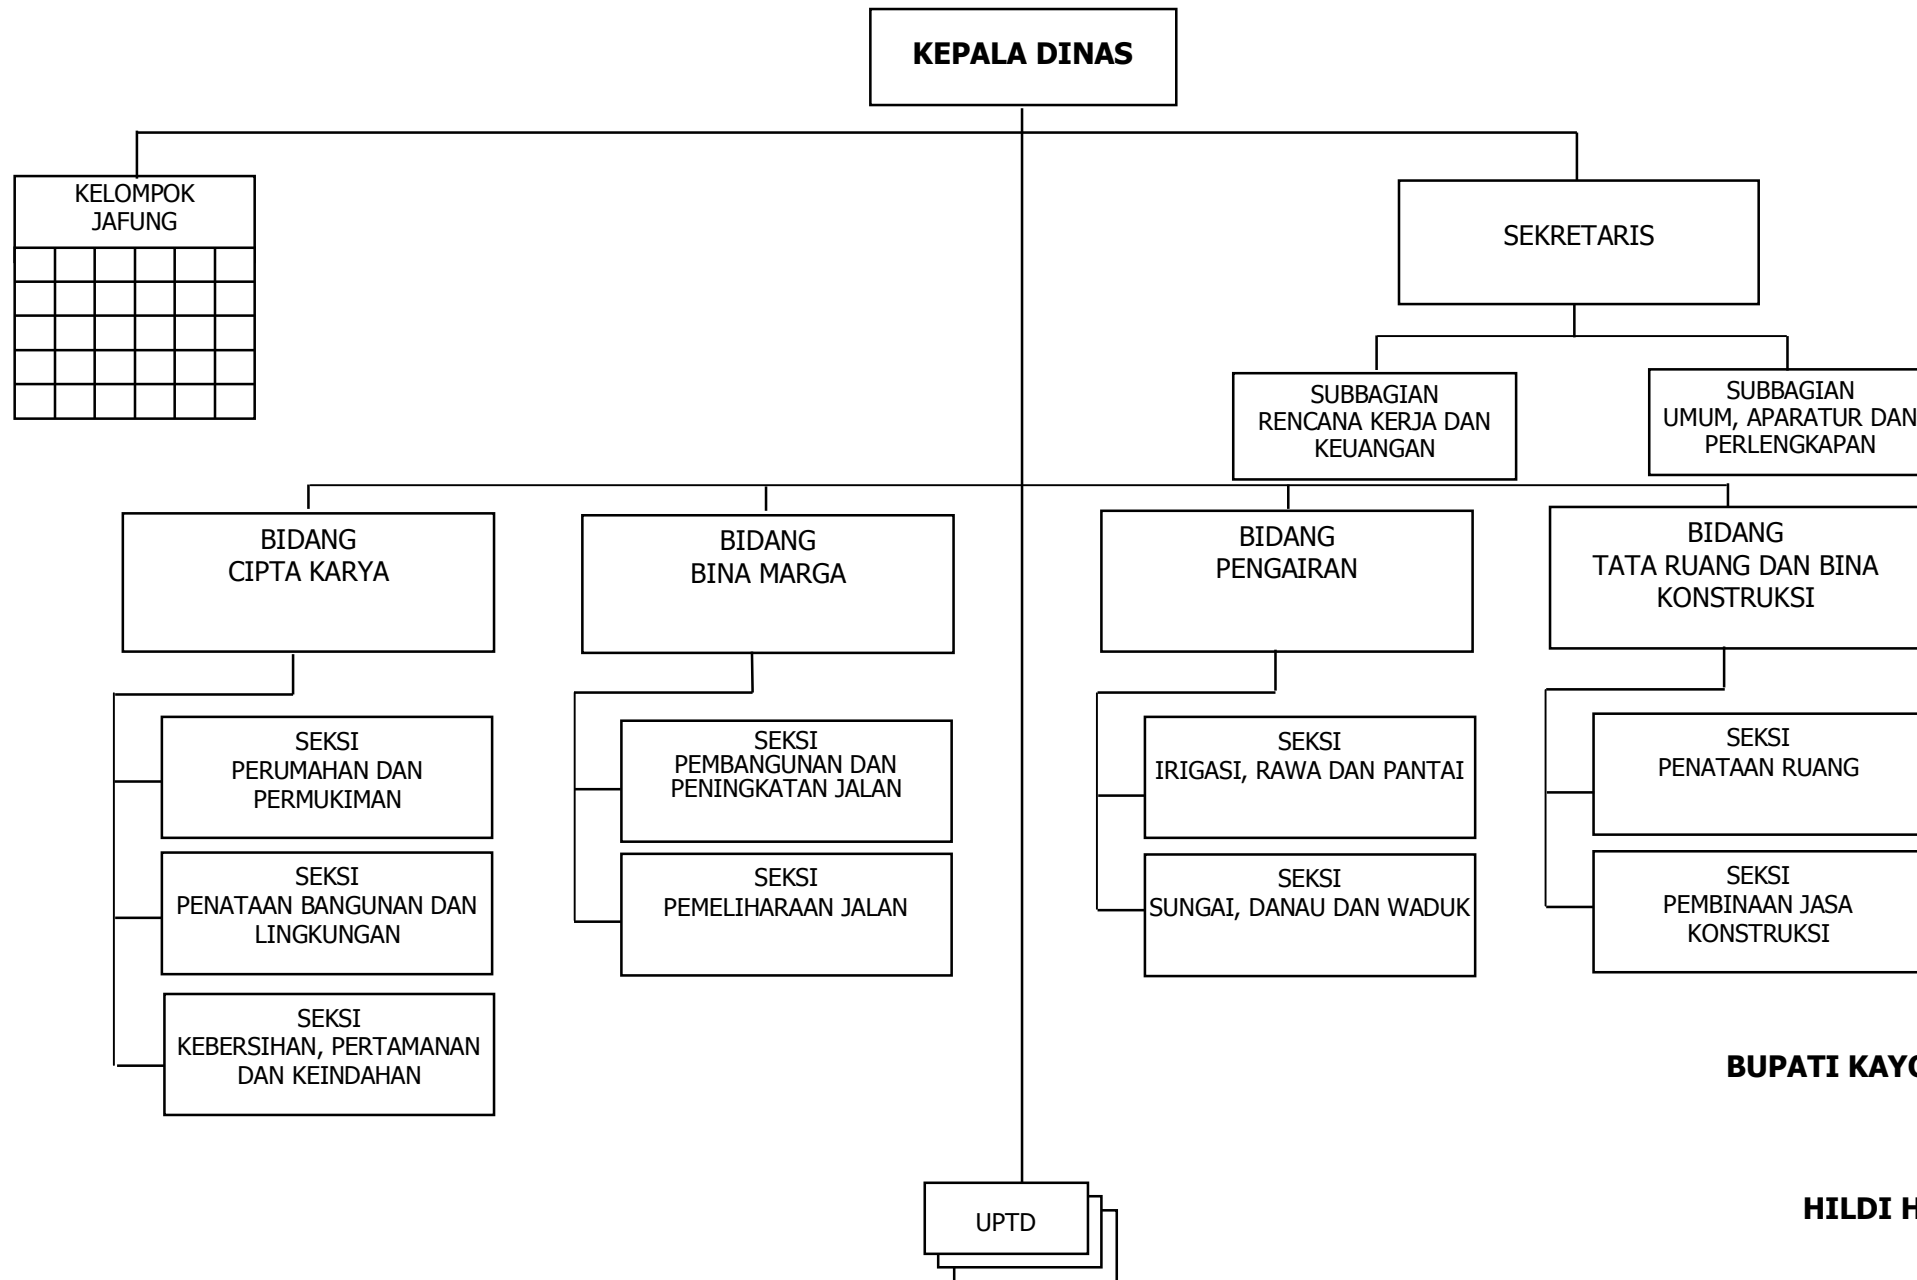 KEPALA DINAS
KELOMPOK
JAFUNG
SEKRETARIS
SUBBAGIAN
RENCANA KERJA DAN
KEUANGAN
SUBBAGIAN
UMUM, APARATUR DAN
PERLENGKAPAN
BIDANG
CIPTA KARYA
BIDANG
BINA MARGA
BIDANG
PENGAIRAN
BIDANG
TATA RUANG DAN BINA
KONSTRUKSI
SEKSI
PERUMAHAN DAN
PERMUKIMAN
SEKSI
PENATAAN BANGUNAN DAN
LINGKUNGAN
SEKSI
KEBERSIHAN, PERTAMANAN
DAN KEINDAHAN
SEKSI
PEMBANGUNAN DAN
PENINGKATAN JALAN
SEKSI
PEMELIHARAAN JALAN
SEKSI
IRIGASI, RAWA DAN PANTAI
SEKSI
SUNGAI, DANAU DAN WADUK
SEKSI
PENATAAN RUANG
SEKSI
PEMBINAAN JASA
KONSTRUKSI
BUPATI
HILDI
UPTD